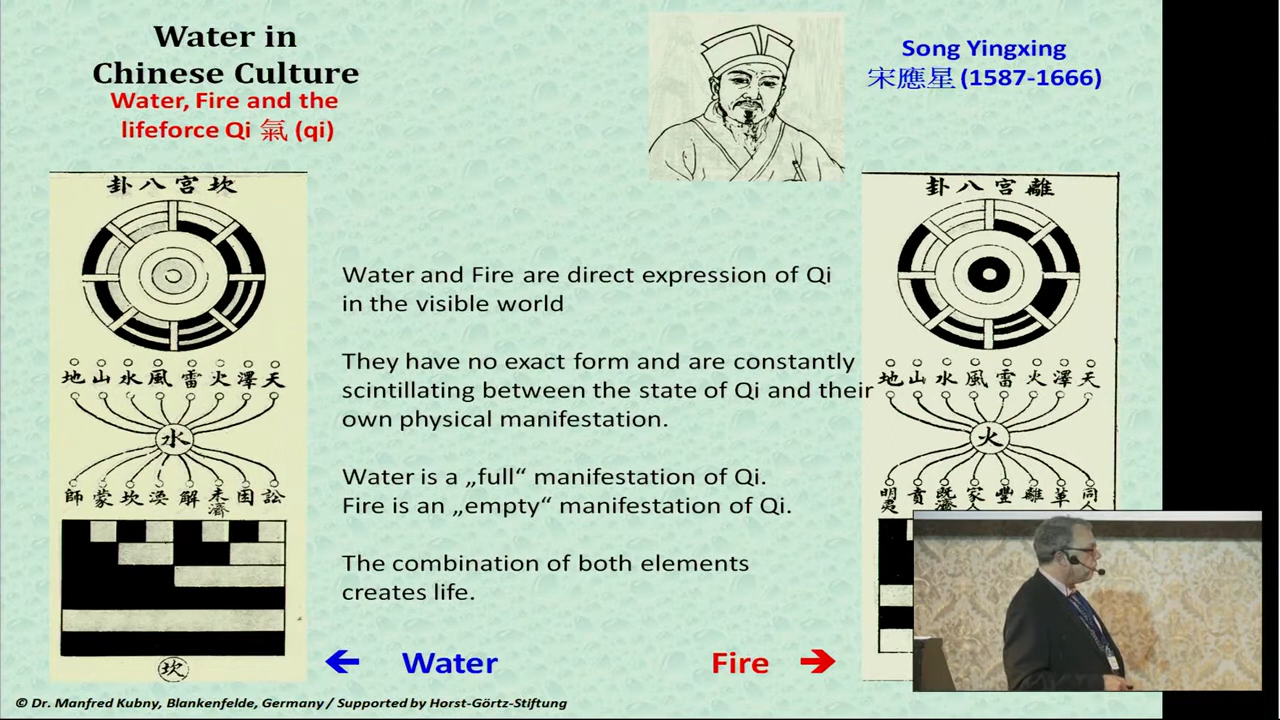 Water in
Chinese Culture
Water, Fire and the
lifeforce Qi 氣 (qi)
Song Yingxing
宋應星 (1587-1666)
卦八宮坎
地山水風雷火澤天
水
師蒙坎渙解未濟困訟
坎
Water and Fire are direct expression of Qi
in the visible world
They have no exact form and are constantly
scintillating between the state of Qi and their
own physical manifestation.
Water is a „full“ manifestation of Qi.
Fire is an „empty“ manifestation of Qi.
The combination of both elements
creates life.
← Water
Fire →
卦八宮離
地山水風雷火澤天
火
明夷賁既濟家人豐離革同人
© Dr. Manfred Kubny, Blankenfelde, Germany / Supported by Horst-Görtz-Stiftung